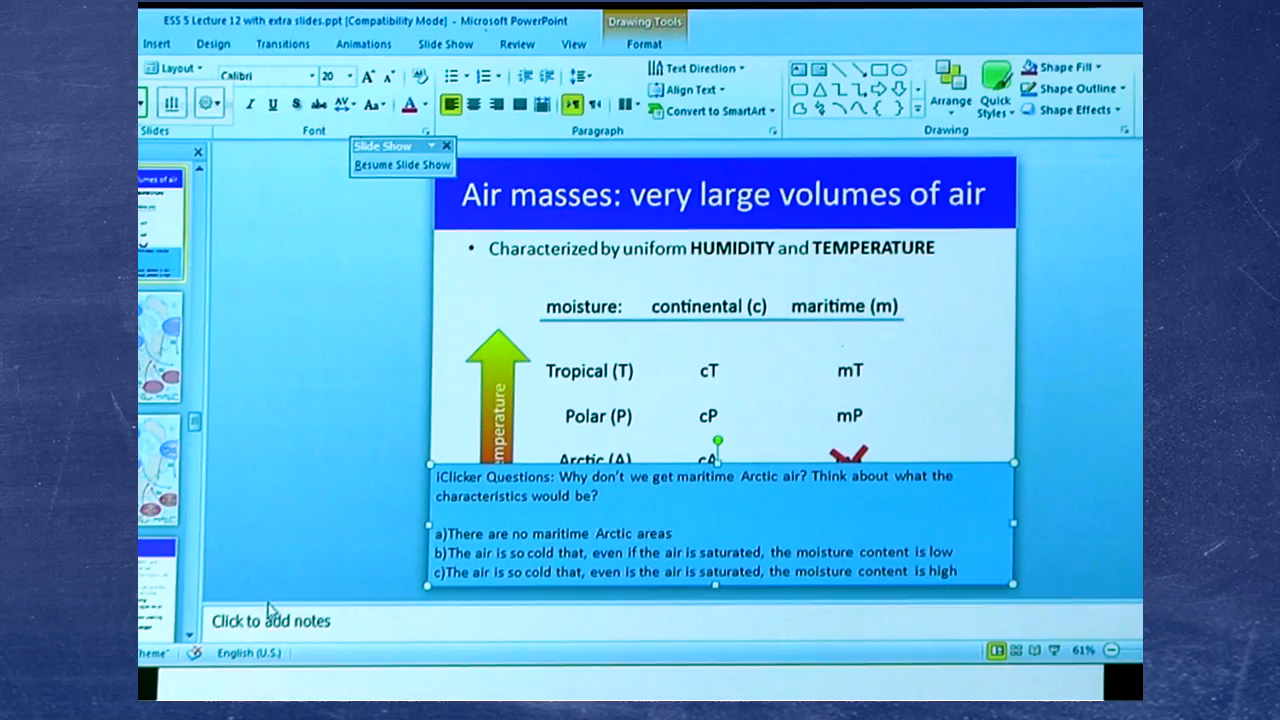 ESS 5 Lecture 12 with extra slides.ppt [Compatibility Mode] - Microsoft PowerPoint
Drawing Tools
Insert Design Transitions Animations Slide Show Review View Format
Layout
Calibri 20
Text Direction
Align Text
Convert to SmartArt
Arrange
Quick Styles
Shape Fill
Shape Outline
Shape Effects
Slides Font Paragraph Drawing
Slide Show
Resume Slide Show
Air masses: very large volumes of air
• Characterized by uniform HUMIDITY and TEMPERATURE
moisture: continental (c) maritime (m)
Tropical (T) cT mT
Polar (P) cP mP
Arctic (A) cA
mperature
iClicker Questions: Why don't we get maritime Arctic air? Think about what the
characteristics would be?
a)There are no maritime Arctic areas
b)The air is so cold that, even if the air is saturated, the moisture content is low
c)The air is so cold that, even is the air is saturated, the moisture content is high
Click to add notes
heme"
English (U.S.)
61%